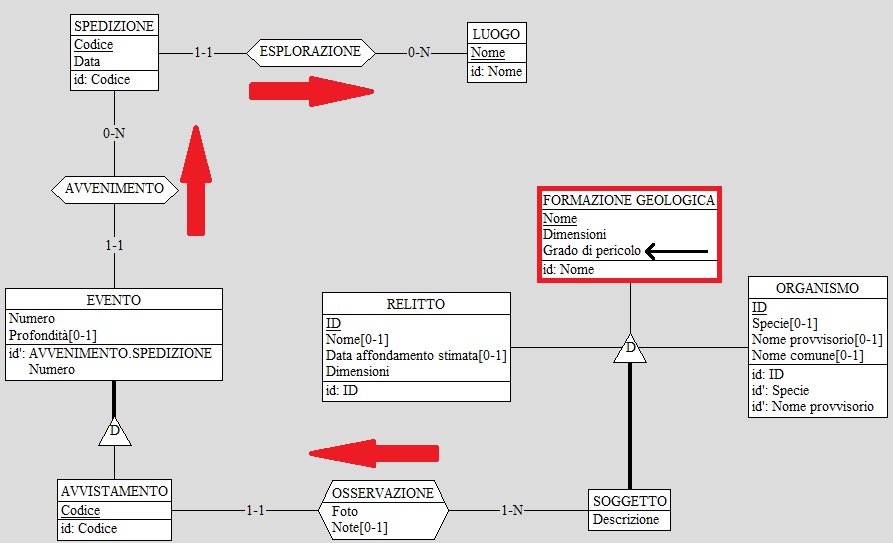 SPEDIZIONE
Codice
Data
id: Codice
1-1
ESPLORAZIONE
0-N
LUOGO
Nome
id: Nome
0-N
AVVENIMENTO
1-1
EVENTO
Numero
Profondità[0-1]
id': AVVENIMENTO.SPEDIZIONE
Numero
RELITTO
ID
Nome[0-1]
Data affondamento stimata[0-1]
Dimensioni
id: ID
FORMAZIONE GEOLOGICA
Nome
Dimensioni
Grado di pericolo
id: Nome
D
ORGANISMO
ID
Specie[0-1]
Nome provvisorio[0-1]
Nome comune[0-1]
id: ID
id': Specie
id': Nome provvisorio
D
AVVISTAMENTO
Codice
id: Codice
1-1
OSSERVAZIONE
Foto
Note[0-1]
1-N
SOGGETTO
Descrizione